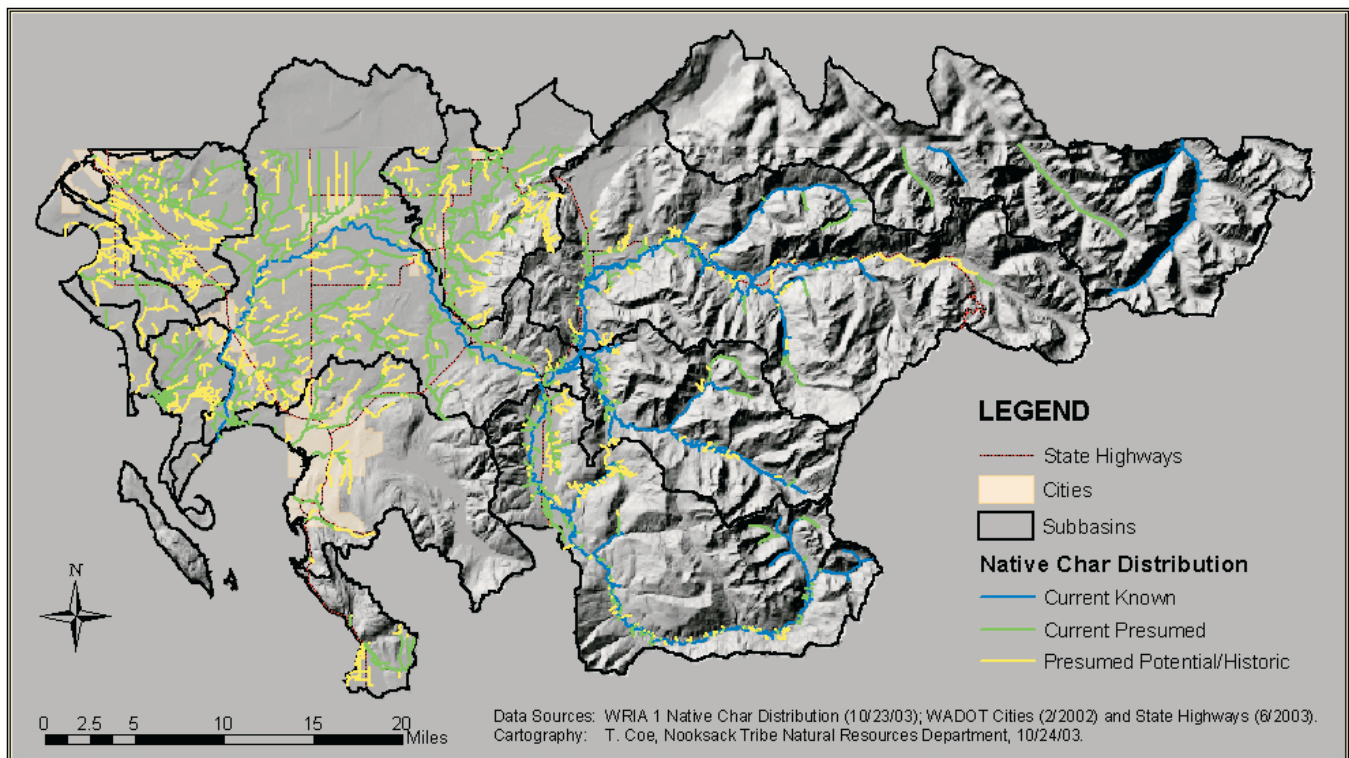 LEGEND
State Highways
Cities
Subbasins
Native Char Distribution
Current Known
Current Presumed
Presumed Potential/Historic
N
0 2.5 5 10 15 20
Miles
Data Sources: WRIA 1 Native Char Distribution (10/23/03); WADOT Cities (2/2002) and State Highways (6/2003).
Cartography: T. Coe, Nooksack Tribe Natural Resources Department, 10/24/03.